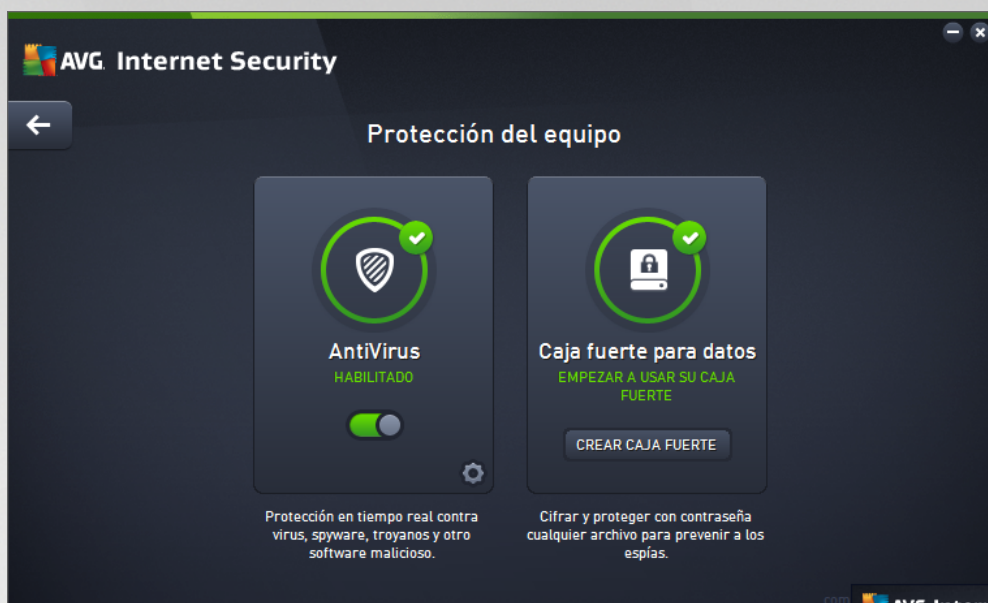 AVG Internet Security
Protección del equipo
AntiVirus
HABILITADO
Caja fuerte para datos
EMPEZAR A USAR SU CAJA
FUERTE
CREAR CAJA FUERTE
Protección en tiempo real contra
virus, spyware, troyanos y otro
software malicioso.
Cifrar y proteger con contraseña
cualquier archivo para prevenir a los
espías.
com
AVG